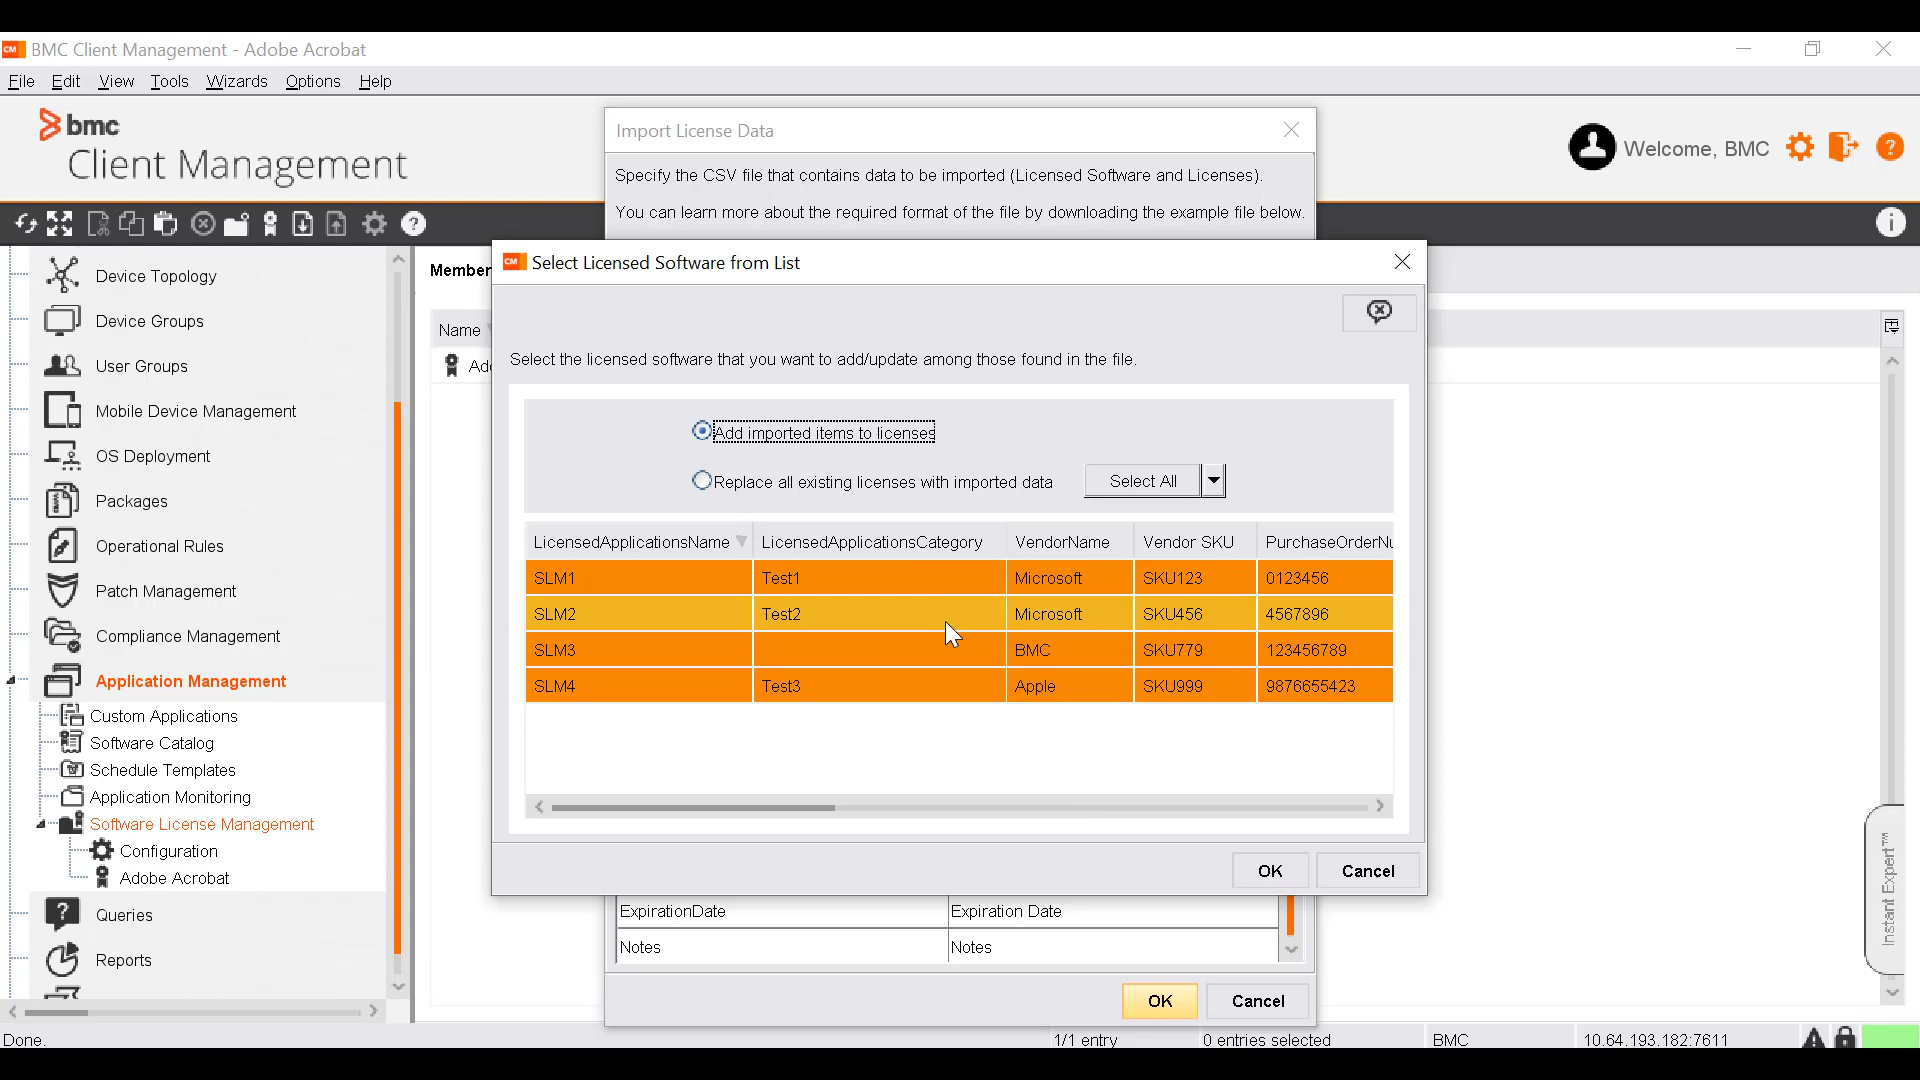 BMC Client Management - Adobe Acrobat
File Edit View Tools Wizards Options Help
bmc
Client Management
Welcome, BMC
Import License Data
Specify the CSV file that contains data to be imported (Licensed Software and Licenses).
You can learn more about the required format of the file by downloading the example file below.
Device Topology
Device Groups
User Groups
Mobile Device Management
OS Deployment
Packages
Operational Rules
Patch Management
Compliance Management
Application Management
Custom Applications
Software Catalog
Schedule Templates
Application Monitoring
Software License Management
Configuration
Adobe Acrobat
Queries
Reports
Member
Name
Ado
CM Select Licensed Software from List
Select the licensed software that you want to add/update among those found in the file.
Add imported items to licenses
Replace all existing licenses with imported data Select All
LicensedApplicationsName LicensedApplicationsCategory VendorName Vendor SKU PurchaseOrderNu
SLM1 Test1 Microsoft SKU123 0123456
SLM2 Test2 Microsoft SKU456 4567896
SLM3 BMC SKU779 123456789
SLM4 Test3 Apple SKU999 9876655423
OK Cancel
ExpirationDate Expiration Date
Notes Notes
OK Cancel
Instant Expert™
Done. 1/1 entry 0 entries selected BMC 10.64.193.182:7611